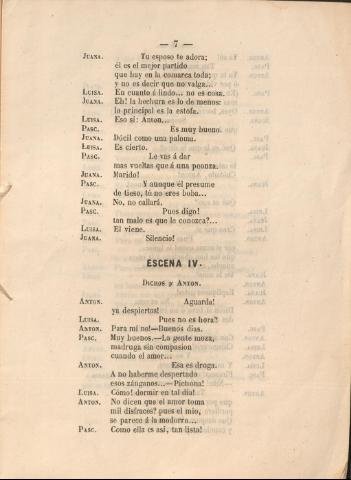 — 7 —
JUANA. Tu esposo te adora;
él es el mejor partido
que hay en la comarca toda;
y no es decir que no valga...
LUISA. En cuanto á lindo... no es cosa.
JUANA. Eh! la hechura es lo de menos:
lo principal es la estofa.
LUISA. Eso sí: Anton...
PASC. Es muy bueno.
JUANA. Dócil como una paloma.
LUISA. Es cierto.
PASC. Le vas á dar
mas vueltas que á una peonza.
JUANA. Marido!
PASC. Y aunque él presume
de tieso, tú no eres boba...
JUANA. No, no callará.
PASC. Pues digo!
tan malo es que le conozca?...
LUISA. El viene.
JUANA. Silencio!
ESCENA IV.
DICHOS y ANTON.
ANTON. Aguarda!
ya despiertos!
LUISA. Pues no es hora?
ANTON. Para mi no!—Buenos dias.
PASC. Muy buenos.—La gente moza,
madruga sin compasion
cuando el amor...
ANTON. Esa es droga.
A no haberme despertado
esos zánganos...—Pichona!
LUISA. Cómo! dormir en tal dia!
ANTON. No dicen que el amor toma
mil disfraces? pues el mio,
se parece á la modorra...
PASC. Como ella es así, tan lista!